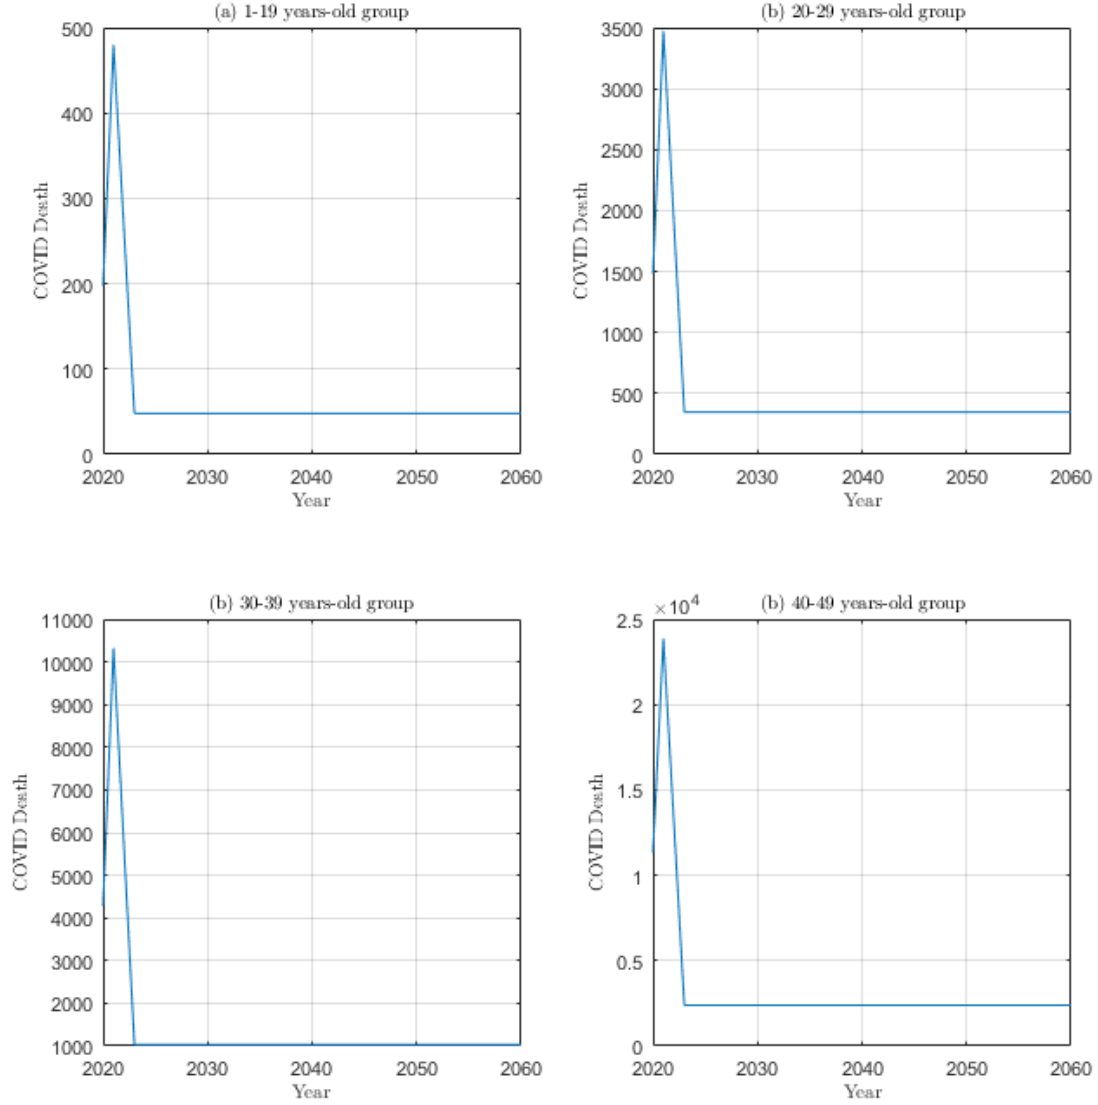 (a) 1-19 years-old group
500
400
300
200
100
0
COVID Death
2020 2030 2040 2050 2060
Year
(b) 20-29 years-old group
3500
3000
2500
2000
1500
1000
500
0
COVID Death
2020 2030 2040 2050 2060
Year
(b) 30-39 years-old group
11000
10000
9000
8000
7000
6000
5000
4000
3000
2000
1000
COVID Death
2020 2030 2040 2050 2060
Year
(b) 40-49 years-old group
×10⁴
2.5
2
1.5
1
0.5
0
COVID Death
2020 2030 2040 2050 2060
Year